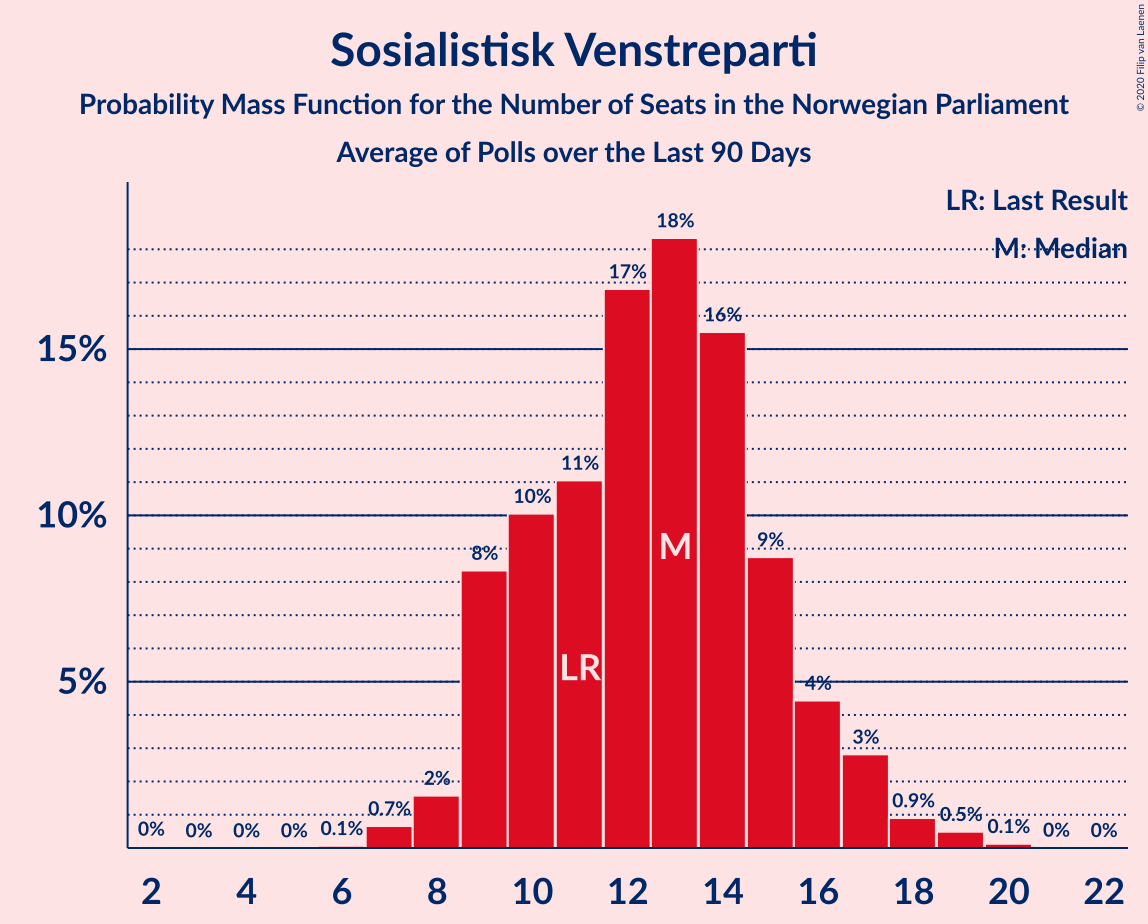 Sosialistisk Venstreparti
Probability Mass Function for the Number of Seats in the Norwegian Parliament
Average of Polls over the Last 90 Days
© 2020 Filip van Laenen
LR: Last Result
M: Median
15%
10%
5%
0%
0%
0%
0%
0.1%
0.7%
2%
8%
10%
11%
17%
18%
16%
9%
4%
3%
0.9%
0.5%
0.1%
0%
0%
LR
M
2 4 6 8 10 12 14 16 18 20 22